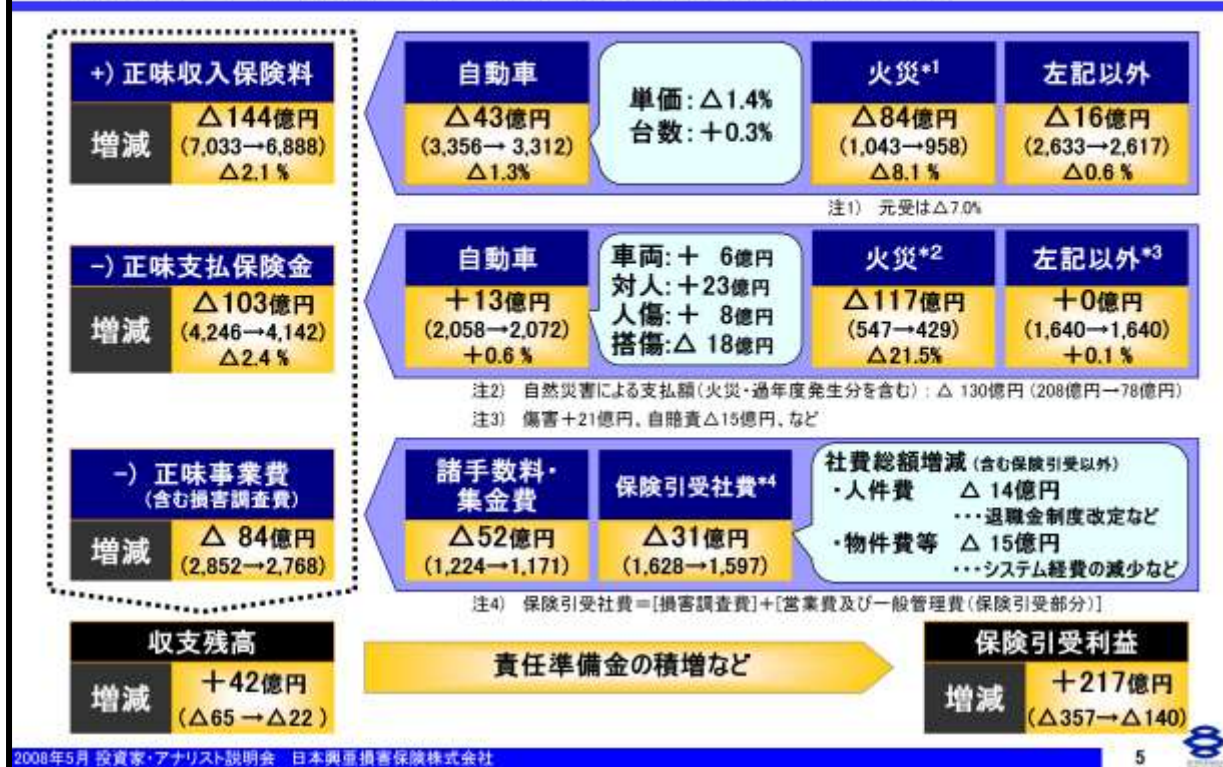 +) 正味収入保険料
増減
△144億円
(7,033→6,888)
△2.1 %
自動車
△43億円
(3,356→ 3,312)
△1.3%
単価:△1.4%
台数:+0.3%
火災*1
△84億円
(1,043→958)
△8.1 %
左記以外
△16億円
(2,633→2,617)
△0.6 %
注1) 元受は△7.0%
-) 正味支払保険金
増減
△103億円
(4,246→4,142)
△2.4 %
自動車
+13億円
(2,058→2,072)
+0.6 %
車両:+ 6億円
対人:+23億円
人傷:+ 8億円
搭傷:△ 18億円
火災*2
△117億円
(547→429)
△21.5%
左記以外*3
+0億円
(1,640→1,640)
+0.1 %
注2) 自然災害による支払額(火災・過年度発生分を含む) : △ 130億円 (208億円→78億円)
注3) 傷害+21億円、自賠責△15億円、など
-) 正味事業費
(含む損害調査費)
増減
△ 84億円
(2,852→2,768)
諸手数料・
集金費
△52億円
(1,224→1,171)
保険引受社費*4
△31億円
(1,628→1,597)
社費総額増減 (含む保険引受以外)
・人件費 △ 14億円
・・・退職金制度改定など
・物件費等 △ 15億円
・・・システム経費の減少など
注4) 保険引受社費=[損害調査費]+[営業費及び一般管理費(保険引受部分)]
収支残高
増減
+42億円
(△65 →△22 )
責任準備金の積増など
保険引受利益
増減
+217億円
(△357→△140)
2008年5月 投資家・アナリスト説明会 日本興亜損害保険株式会社
5